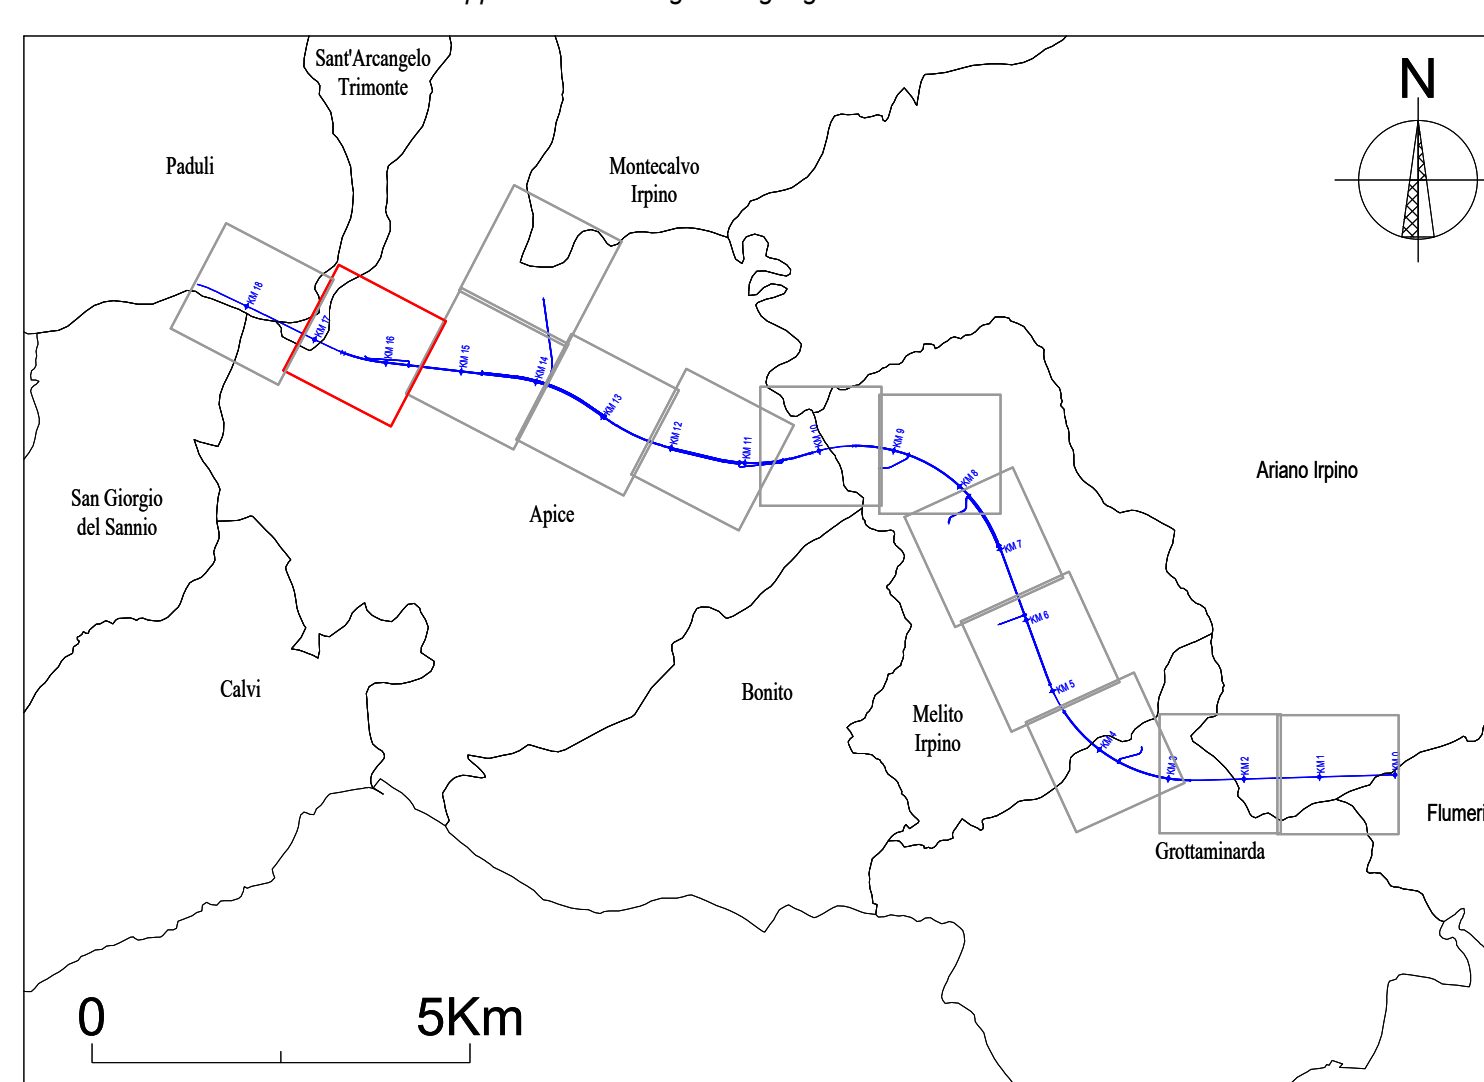 Sant'Arcangelo
Trimonte
N
Paduli
Montecalvo
Irpino
KM 18
KM 17
KM 16
KM 15
KM 14
KM 13
KM 12
KM 11
KM 10
KM 9
KM 8
KM 7
KM 6
KM 5
KM 4
KM 3
KM 2
KM 1
KM 0
Ariano Irpino
San Giorgio
del Sannio
Apice
Calvi
Bonito
Melito
Irpino
Flumeri
Grottaminarda
0
5Km